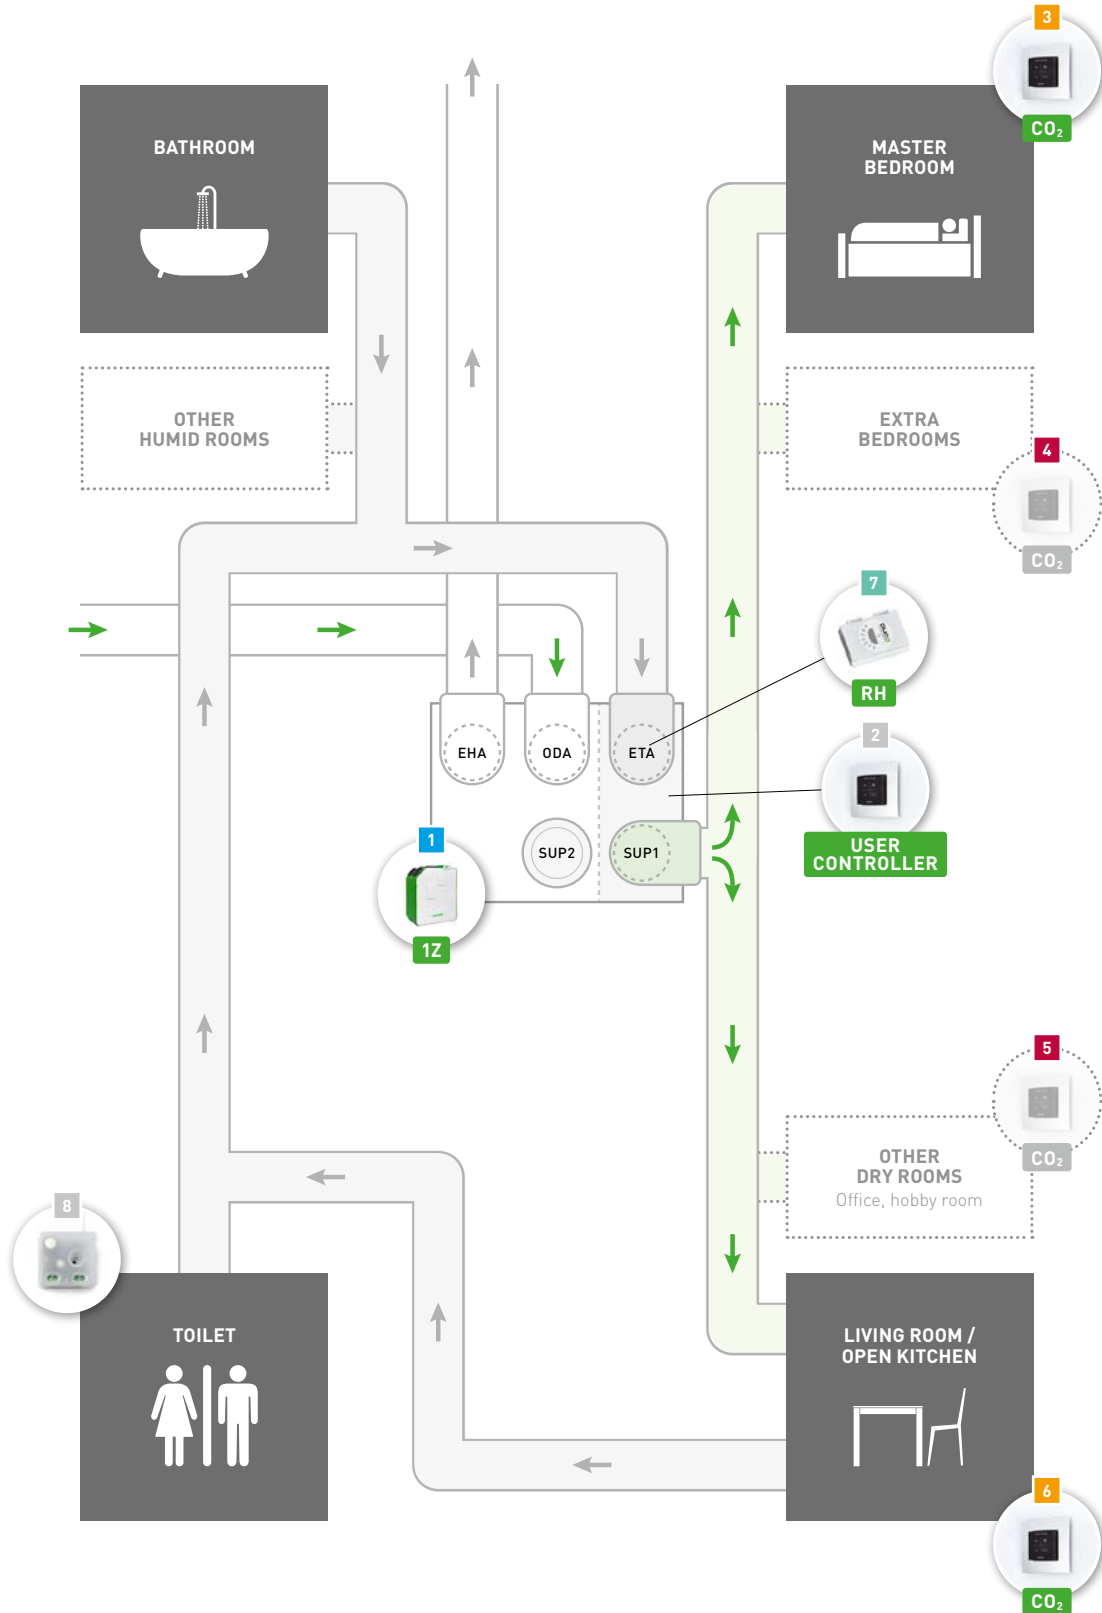 3
CO₂
BATHROOM
MASTER
BEDROOM
OTHER
HUMID ROOMS
EXTRA
BEDROOMS
4
CO₂
7
RH
EHA
ODA
ETA
2
USER
CONTROLLER
1
SUP2
SUP1
1Z
5
CO₂
OTHER
DRY ROOMS
Office, hobby room
8
TOILET
LIVING ROOM /
OPEN KITCHEN
6
CO₂